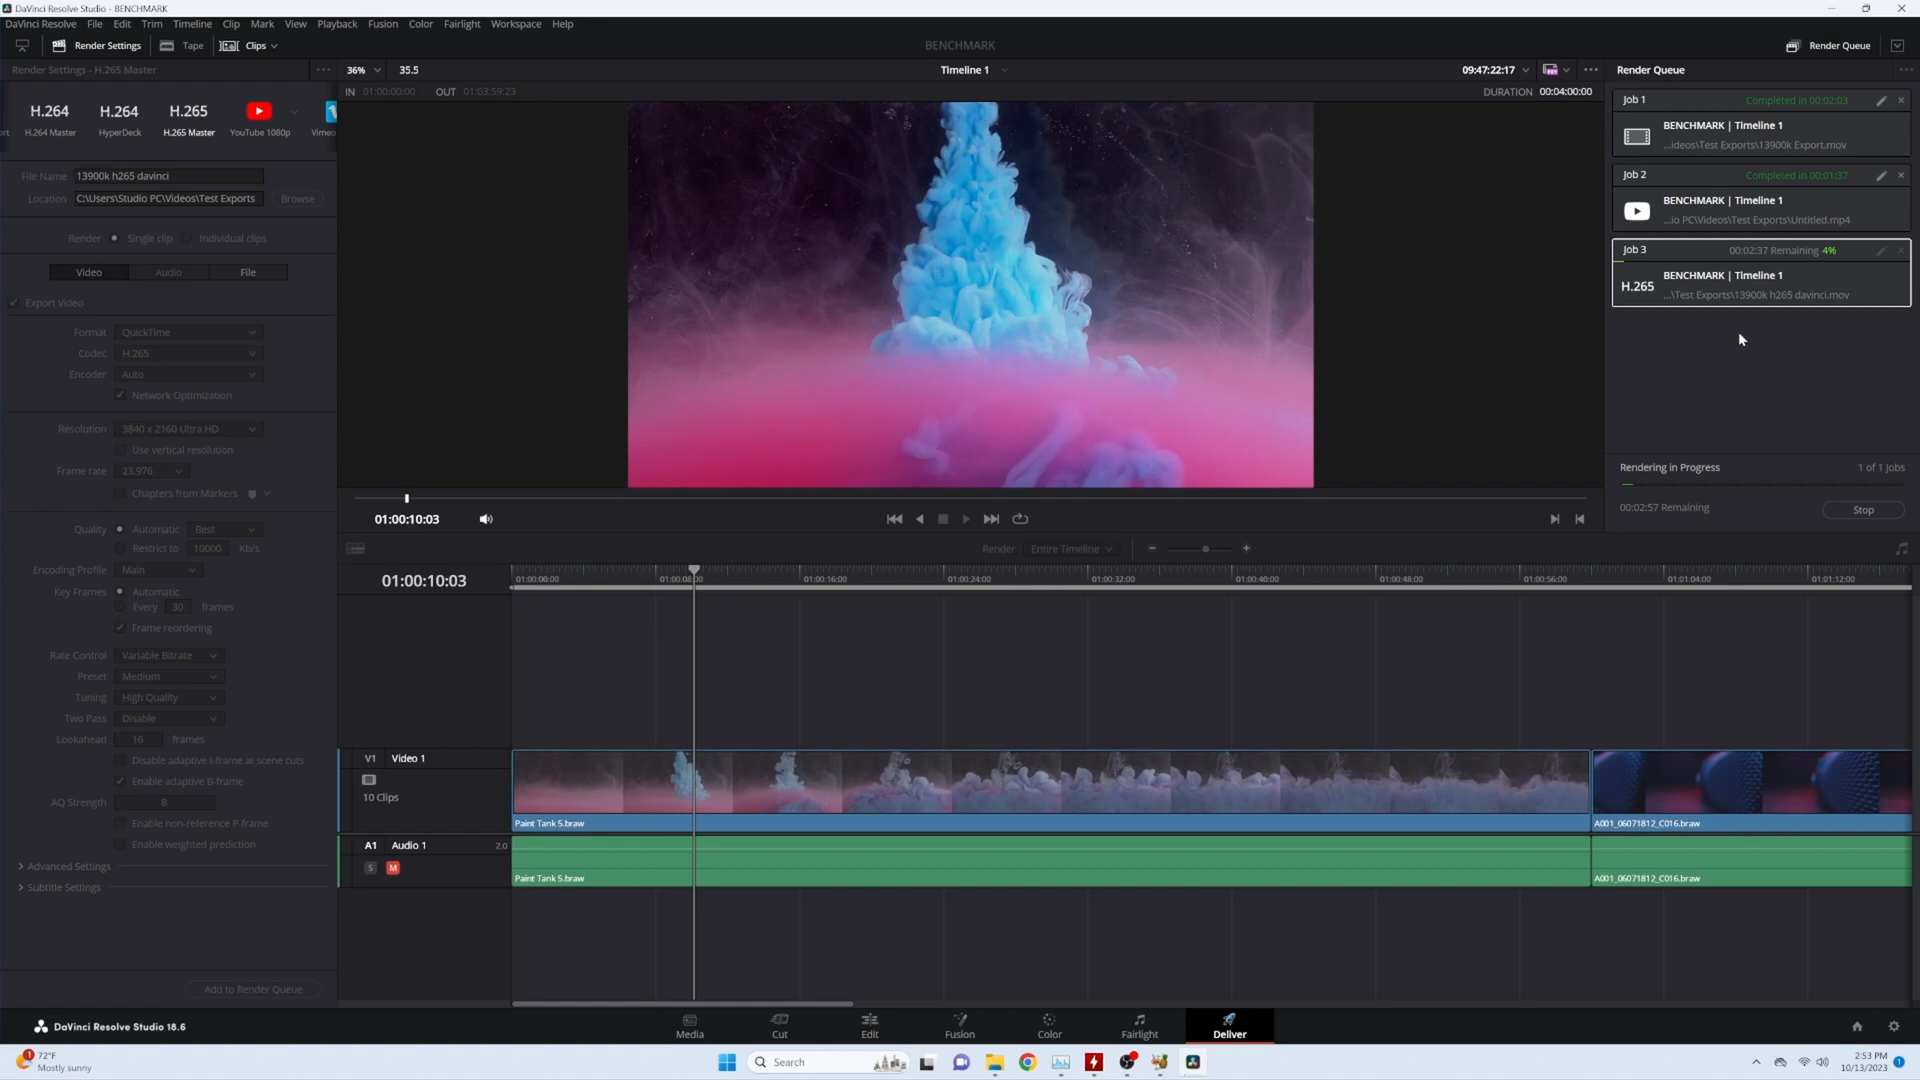 DaVinci Resolve Studio - BENCHMARK
DaVinci Resolve File Edit Trim Timeline Clip Mark View Playback Fusion Color Fairlight Workspace Help
Render Settings Tape Clips BENCHMARK Render Queue
Render Settings - H.265 Master 36% 35.5 Timeline 1 09:47:22:17 Render Queue
IN 01:00:00:00 OUT 01:03:59:23 DURATION 00:04:00:00
H.264 H.264 H.265
ort H.264 Master HyperDeck H.265 Master YouTube 1080p Vimeo
Job 1 Completed in 00:02:03
BENCHMARK | Timeline 1
...ideos\Test Exports\13900k Export.mov
Job 2 Completed in 00:01:37
BENCHMARK | Timeline 1
...io PC\Videos\Test Exports\Untitled.mp4
Job 3 00:02:37 Remaining 4%
BENCHMARK | Timeline 1
H.265 ...\Test Exports\13900k h265 davinci.mov
Rendering in Progress 1 of 1 Jobs
00:02:57 Remaining Stop
File Name 13900k h265 davinci
Location C:\Users\Studio PC\Videos\Test Exports Browse
Render Single clip Individual clips
Video Audio File
Export Video
Format QuickTime
Codec H.265
Encoder Auto
Network Optimization
Resolution 3840 x 2160 Ultra HD
Use vertical resolution
Frame rate 23.976
Chapters from Markers
Quality Automatic Best
Restrict to 10000 Kb/s
Encoding Profile Main
Key Frames Automatic
Every 30 frames
Frame reordering
Rate Control Variable Bitrate
Preset Medium
Tuning High Quality
Two Pass Disable
Lookahead 16 frames
Disable adaptive I-frame at scene cuts
Enable adaptive B-frame
AQ Strength 8
Enable non-reference P-frame
Enable weighted prediction
Advanced Settings
Subtitle Settings
Add to Render Queue
01:00:10:03
Render Entire Timeline
01:00:10:03 01:00:00:00 01:00:08:00 01:00:16:00 01:00:24:00 01:00:32:00 01:00:40:00 01:00:48:00 01:00:56:00 01:01:04:00 01:01:12:00
V1 Video 1
10 Clips
Paint Tank 5.braw A001_06071812_C016.braw
A1 Audio 1 2.0
S M
Paint Tank 5.braw A001_06071812_C016.braw
DaVinci Resolve Studio 18.6
Media Cut Edit Fusion Color Fairlight Deliver
1 72°F
Mostly sunny
Search
2:53 PM
10/13/2023
1